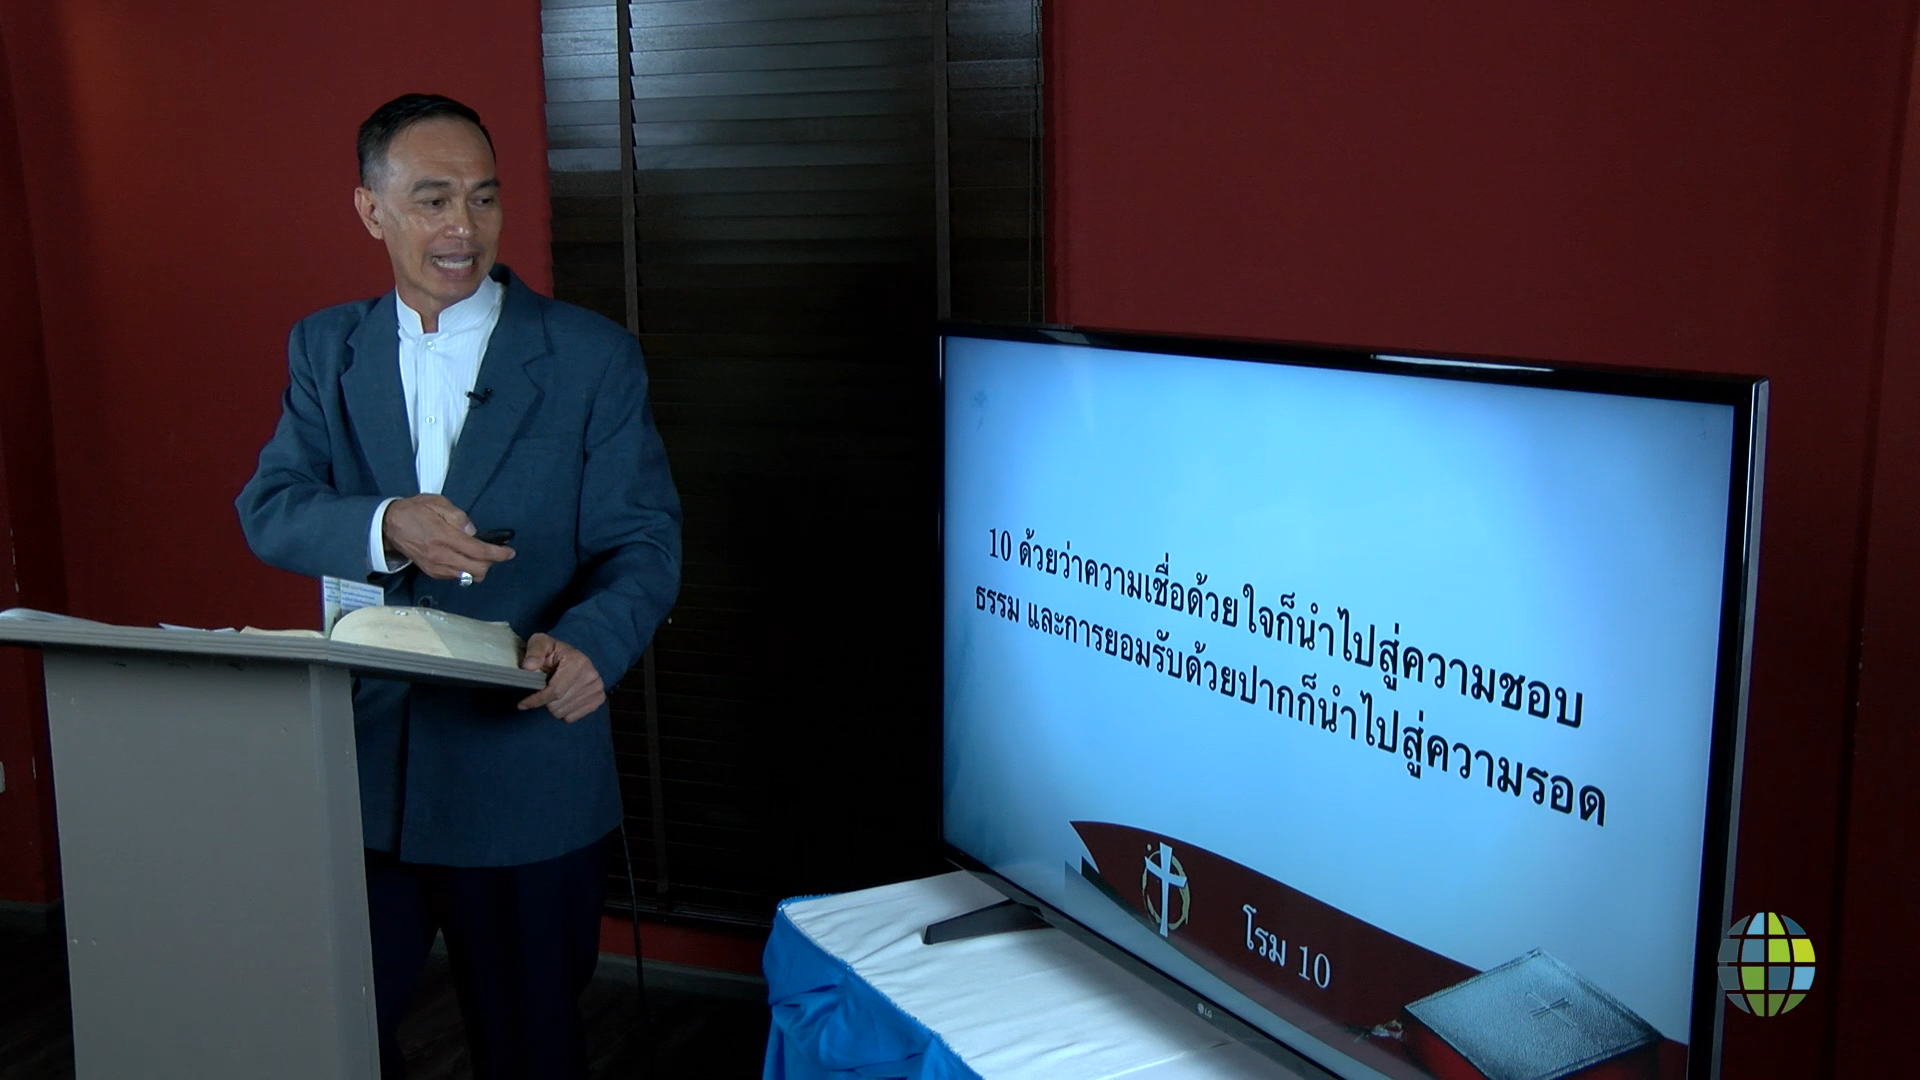 10 ด้วยว่าความเชื่อด้วยใจก็นำไปสู่ความชอบ
ธรรม และการยอมรับด้วยปากก็นำไปสู่ความรอด
โรม 10
LG